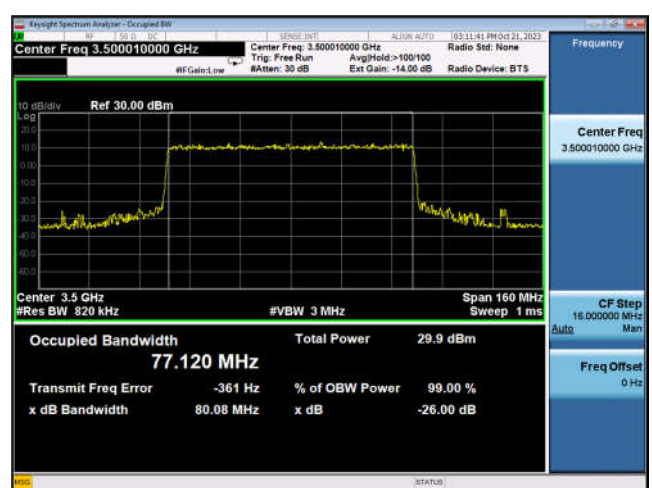 Keysight Spectrum Analyzer - Occupied BW
RF 50 Ω DC SENSE:INT ALIGN AUTO 03:11:41 PM Oct 21, 2023
Center Freq 3.500010000 GHz
Center Freq: 3.500010000 GHz Radio Std: None
Trig: Free Run Avg|Hold:>100/100
#IFGain:Low #Atten: 30 dB Ext Gain: -14.00 dB Radio Device: BTS
Frequency
10 dB/div Ref 30.00 dBm
Log
20.0
10.0
0.00
-10.0
-20.0
-30.0
-40.0
-50.0
-60.0
Center Freq
3.500010000 GHz
Center 3.5 GHz Span 160 MHz
#Res BW 820 kHz #VBW 3 MHz Sweep 1 ms
CF Step
16.000000 MHz
Auto Man
Occupied Bandwidth Total Power 29.9 dBm
77.120 MHz
Transmit Freq Error -361 Hz % of OBW Power 99.00 %
x dB Bandwidth 80.08 MHz x dB -26.00 dB
Freq Offset
0 Hz
MSG STATUS